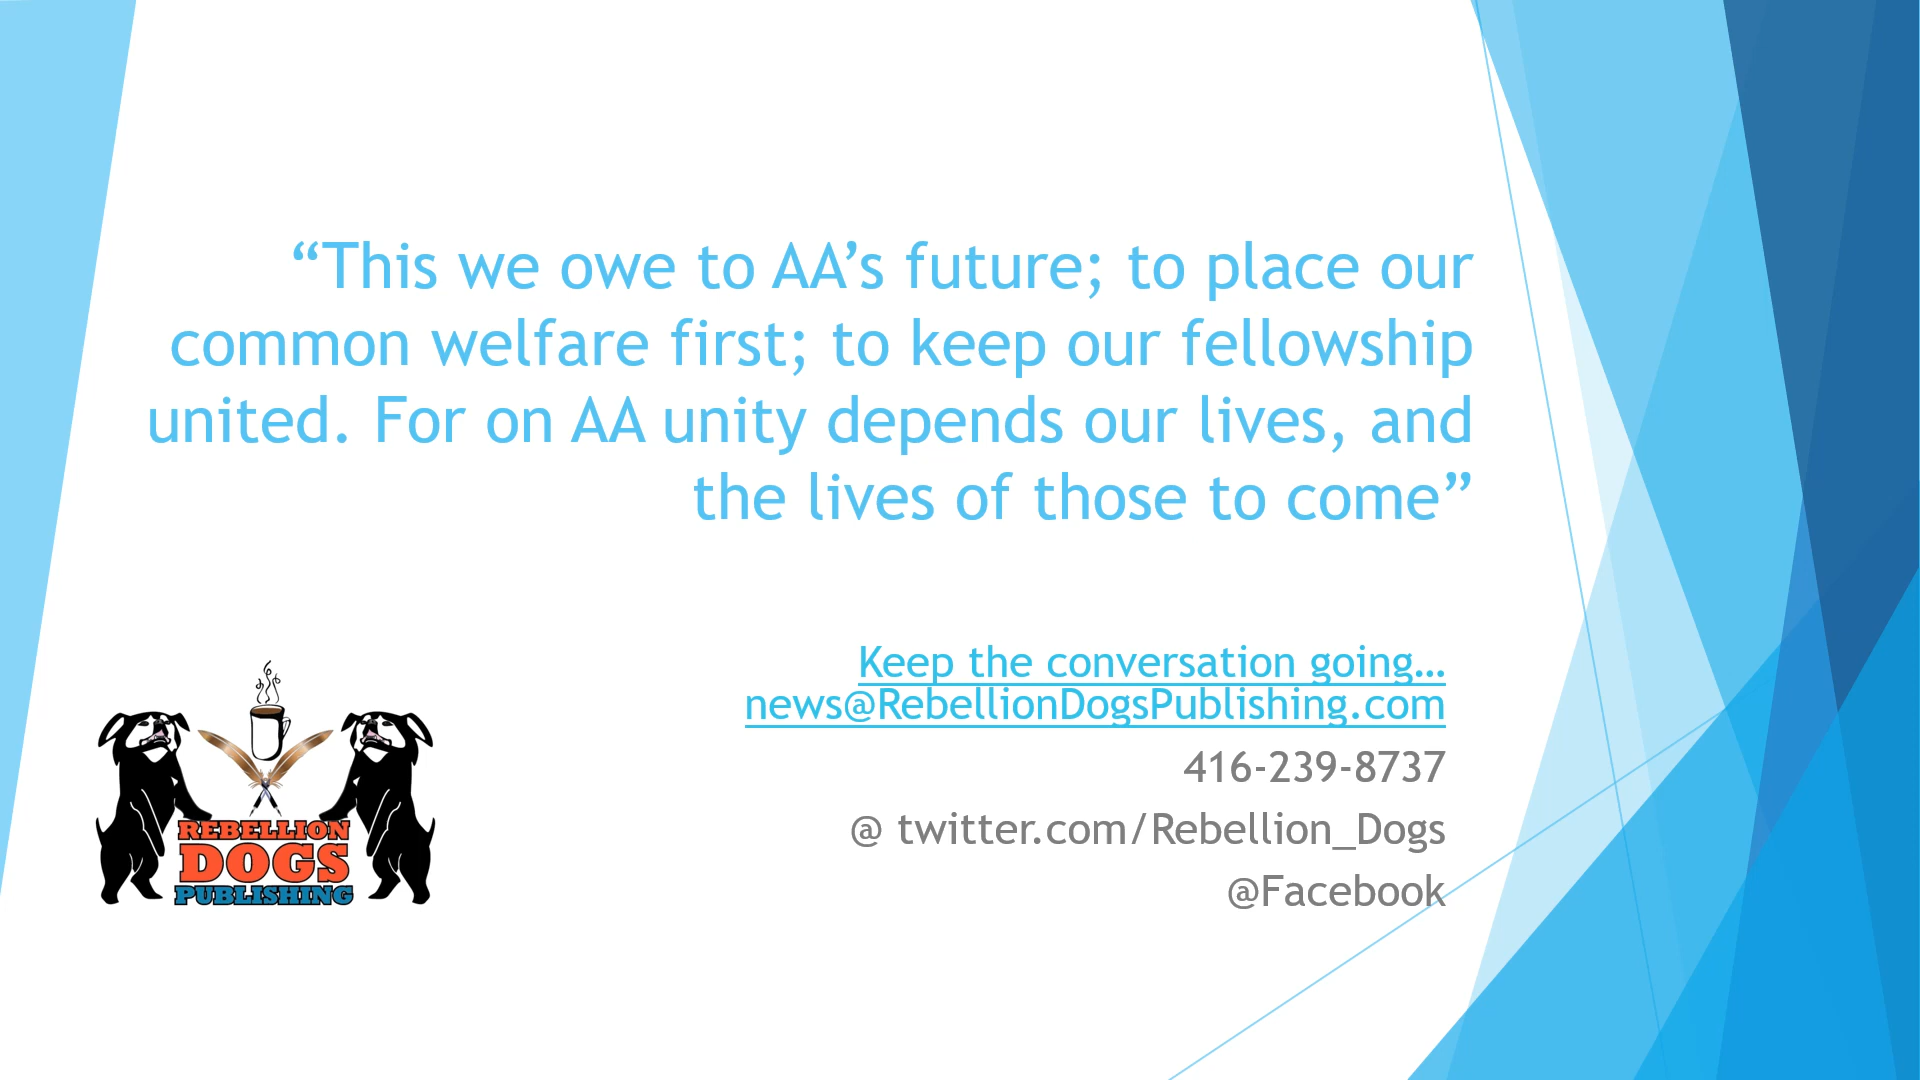 “This we owe to AA’s future; to place our
common welfare first; to keep our fellowship
united. For on AA unity depends our lives, and
the lives of those to come”
Keep the conversation going…
news@RebellionDogsPublishing.com
416-239-8737
@ twitter.com/Rebellion_Dogs
@Facebook
REBELLION
DOGS
PUBLISHING